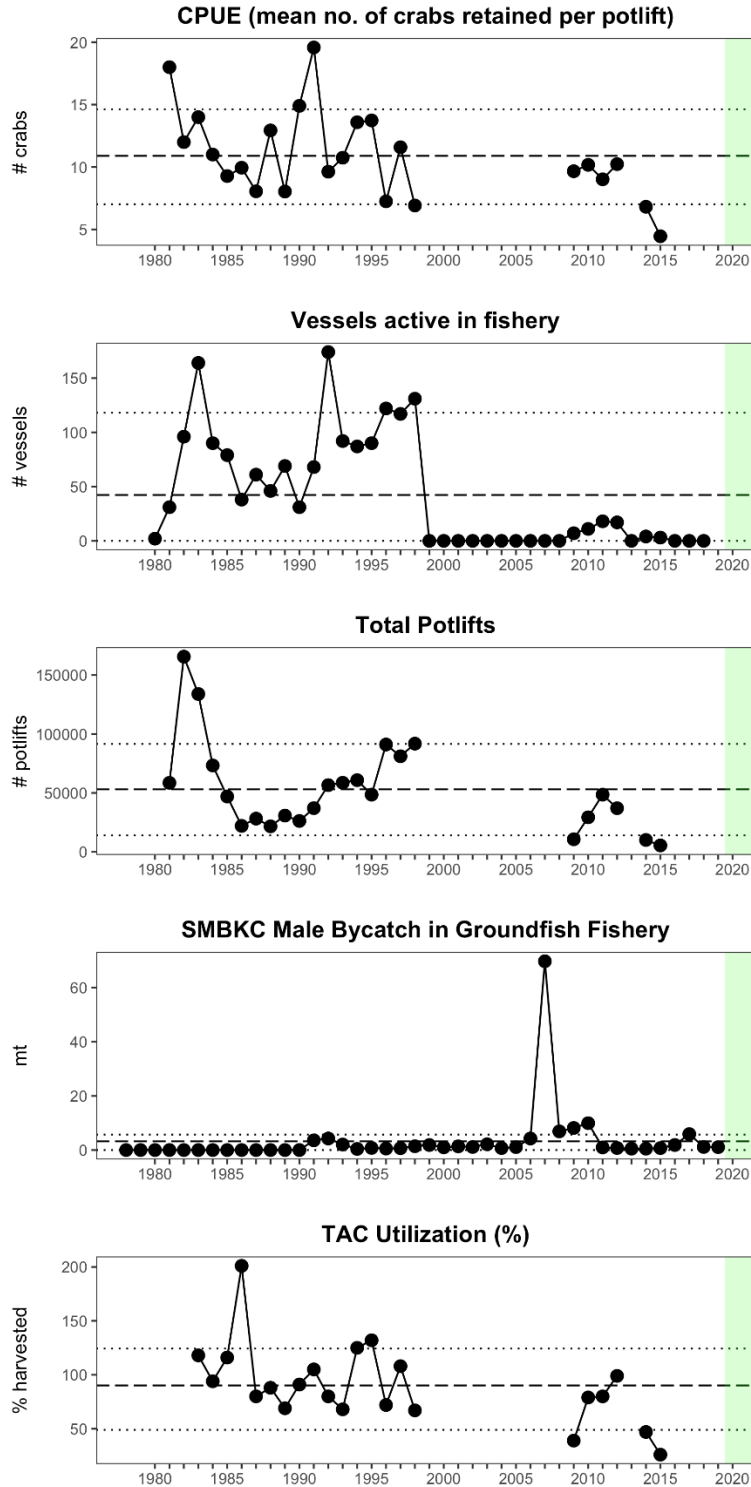 CPUE (mean no. of crabs retained per potlift)
# crabs
20
15
10
5
1980 1985 1990 1995 2000 2005 2010 2015 2020
Vessels active in fishery
# vessels
150
100
50
0
1980 1985 1990 1995 2000 2005 2010 2015 2020
Total Potlifts
# potlifts
150000
100000
50000
0
1980 1985 1990 1995 2000 2005 2010 2015 2020
SMBKC Male Bycatch in Groundfish Fishery
mt
60
40
20
0
1980 1985 1990 1995 2000 2005 2010 2015 2020
TAC Utilization (%)
% harvested
200
150
100
50
1980 1985 1990 1995 2000 2005 2010 2015 2020